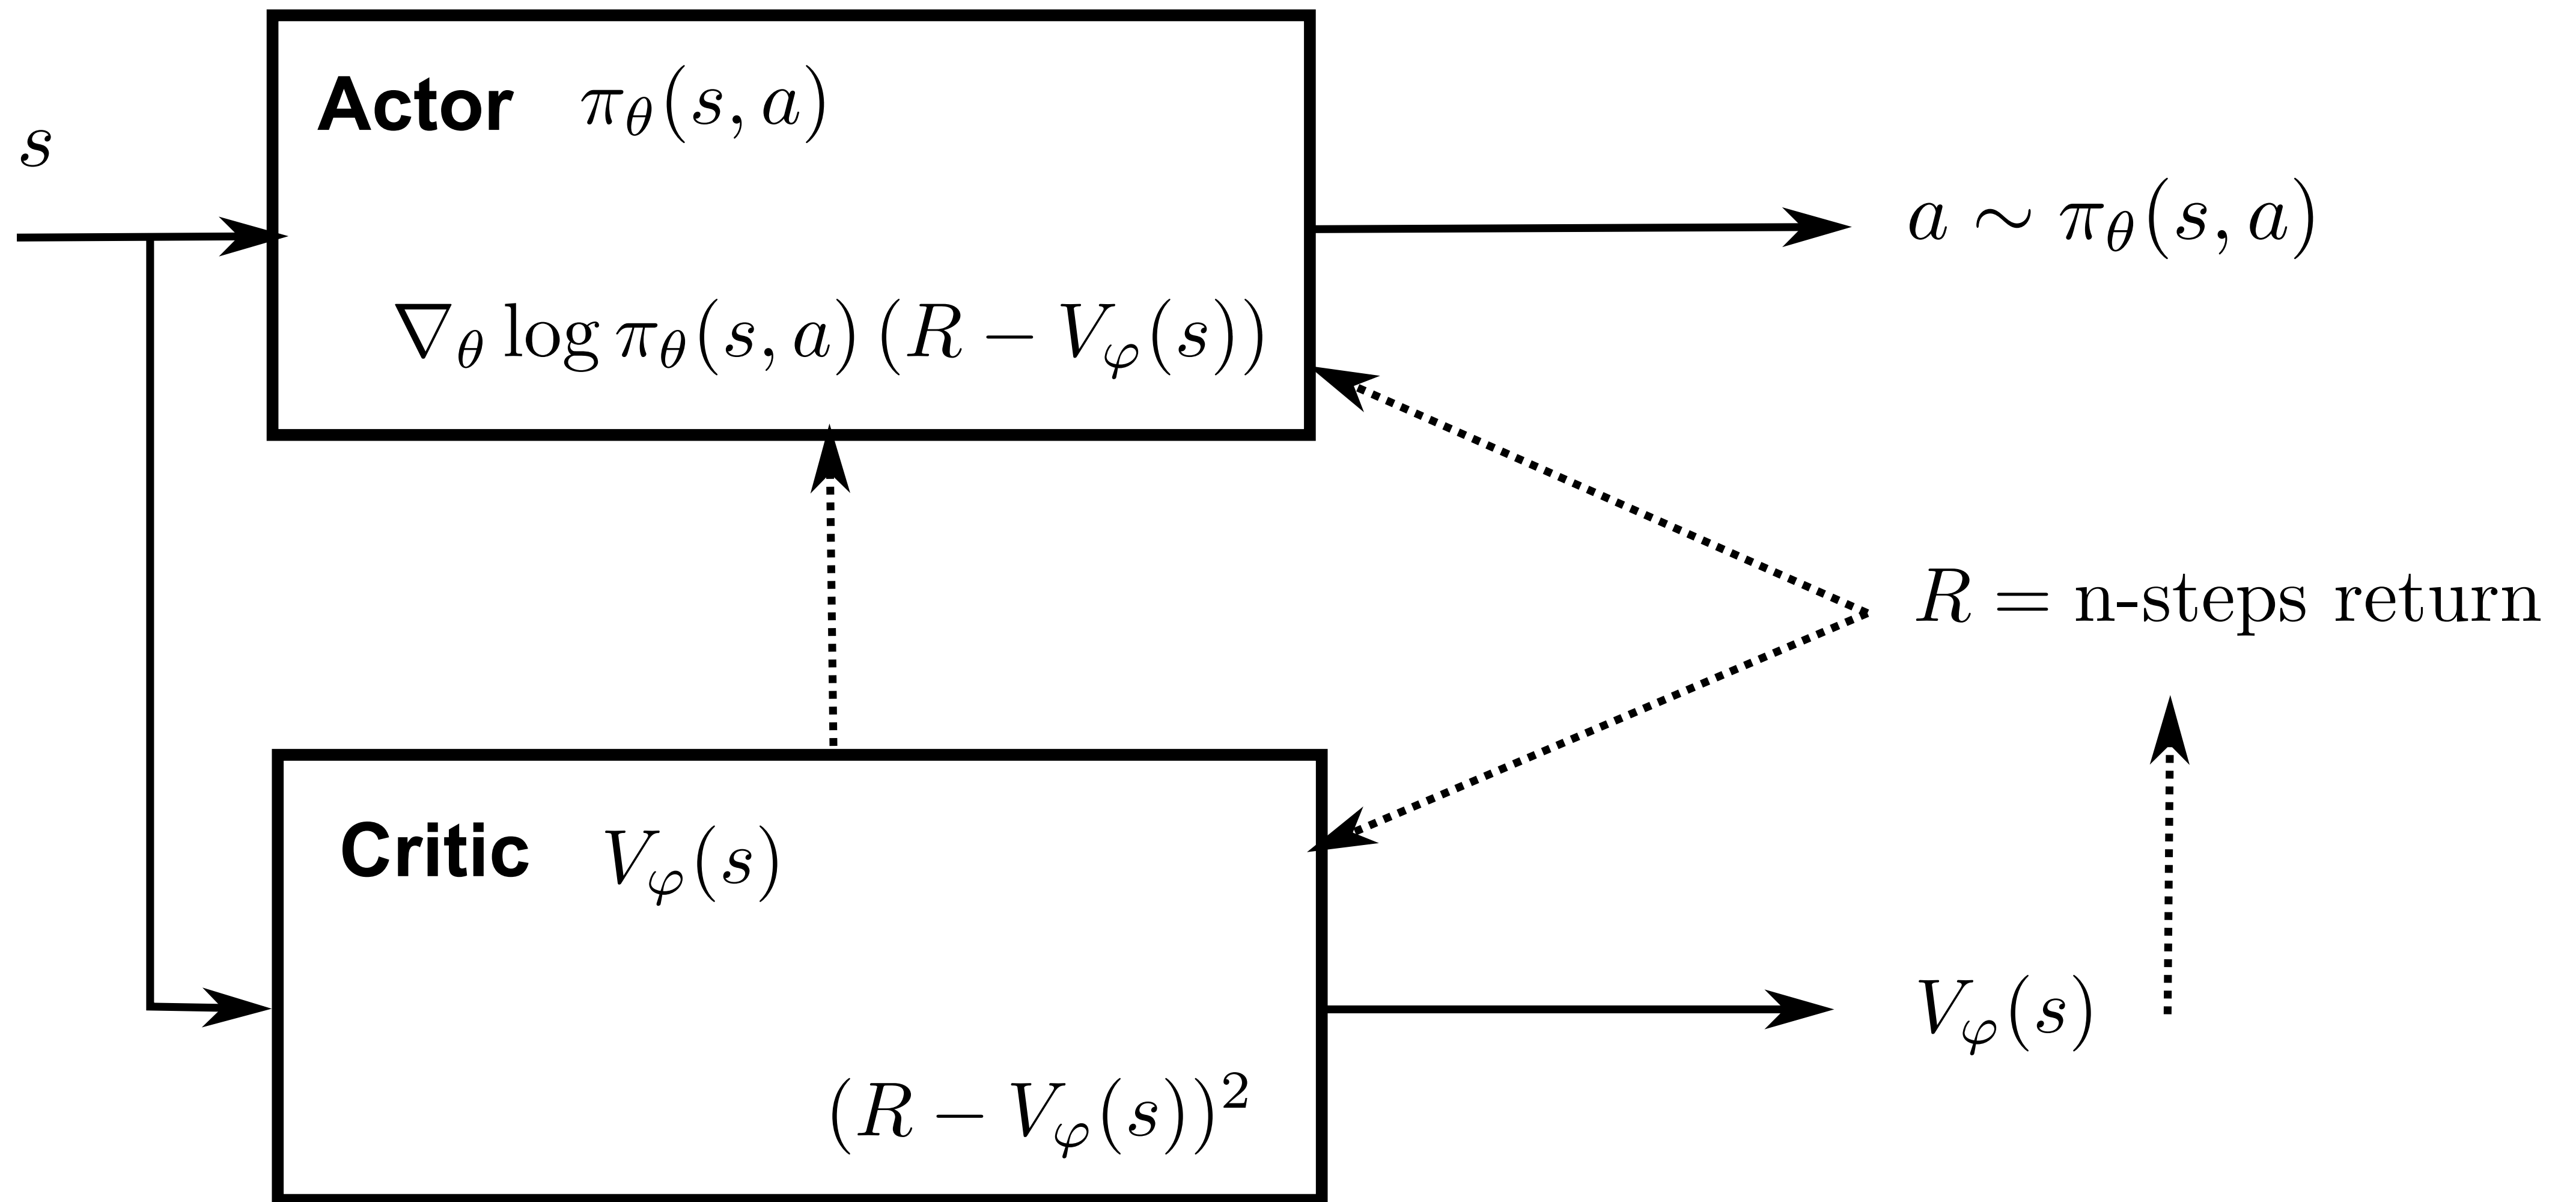 s
Actor π_θ(s, a)
∇_θ log π_θ(s, a) (R − V_φ(s))
a ∼ π_θ(s, a)
R = n-steps return
Critic V_φ(s)
(R − V_φ(s))²
V_φ(s)